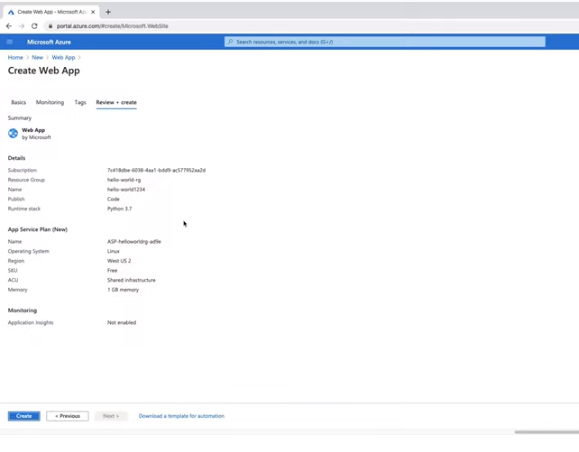 Create Web App - Microsoft Az
portal.azure.com/#create/Microsoft.WebSite
Microsoft Azure
Search resources, services, and docs (G+/)
Home > New > Web App >
Create Web App
Basics Monitoring Tags Review + create
Summary
Web App
by Microsoft
Details
Subscription 7c418dbe-6038-4aa1-bdd9-ac577952aa2d
Resource Group hello-world-rg
Name hello-world1234
Publish Code
Runtime stack Python 3.7
App Service Plan (New)
Name ASP-helloworldrg-ad9e
Operating System Linux
Region West US 2
SKU Free
ACU Shared infrastructure
Memory 1 GB memory
Monitoring
Application Insights Not enabled
Create < Previous Next > Download a template for automation